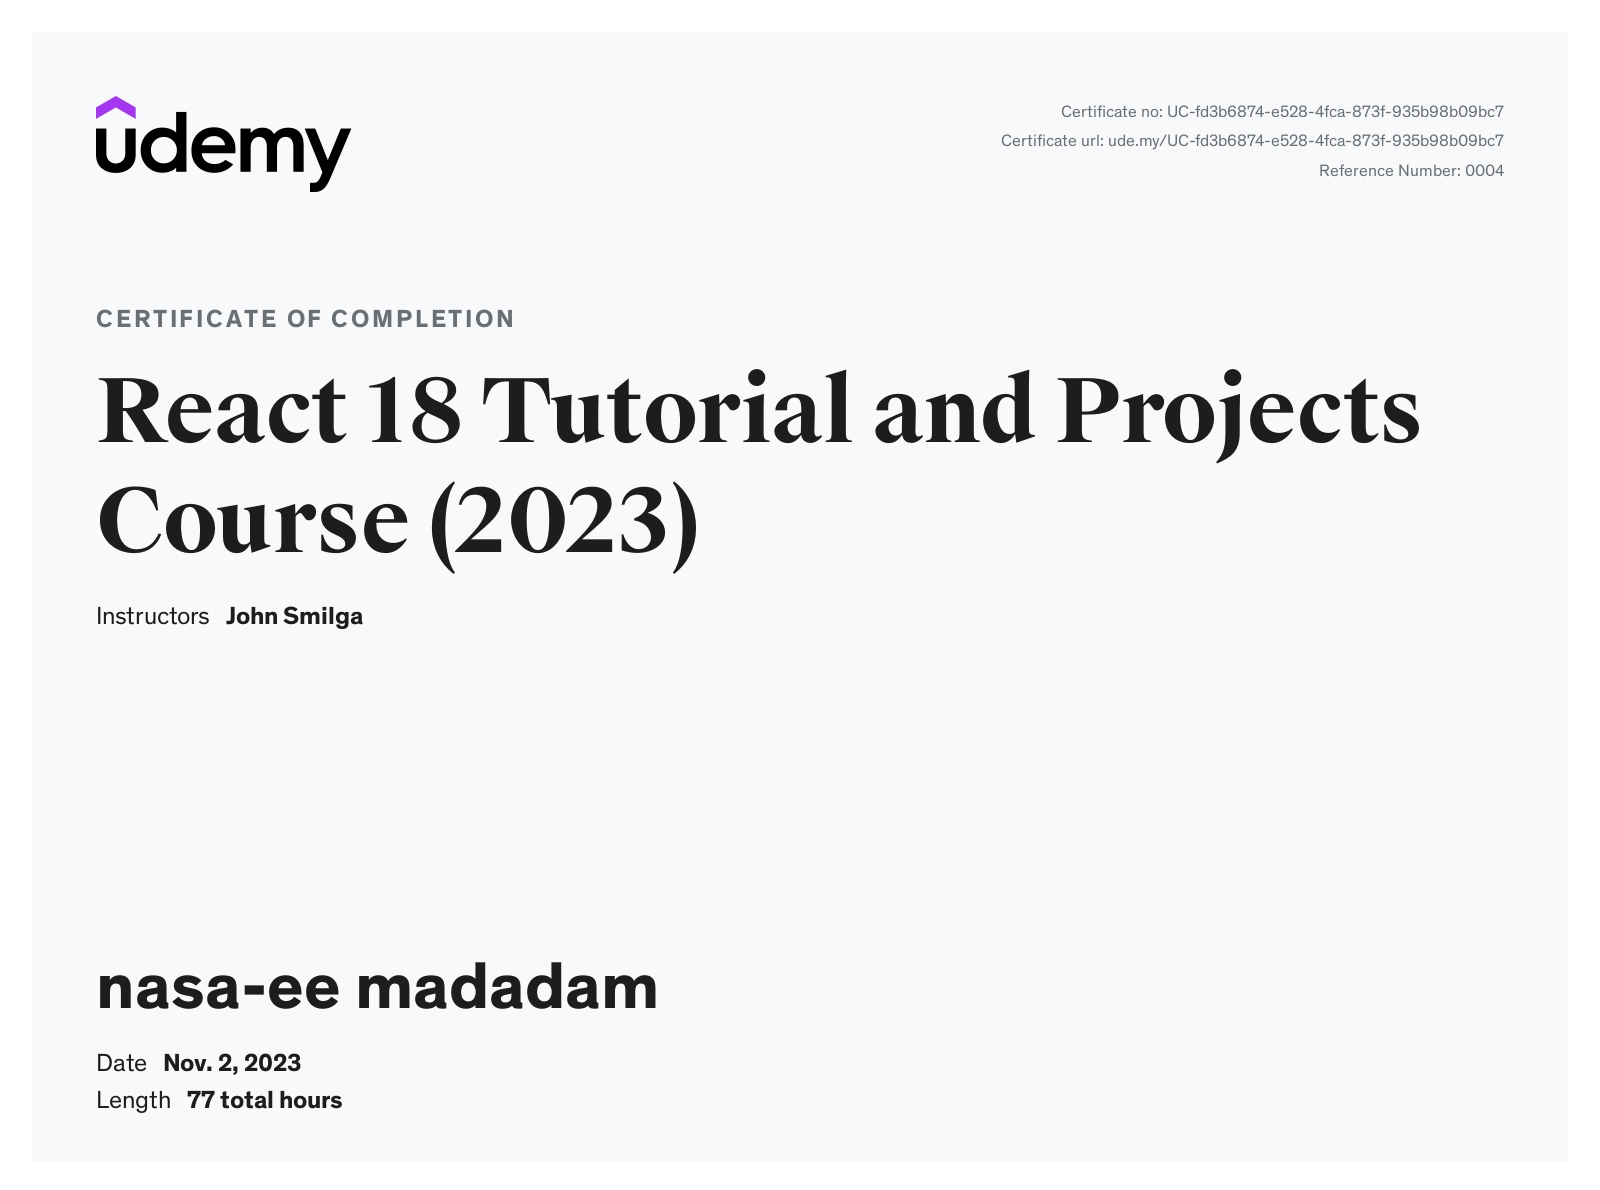 udemy
Certificate no: UC-fd3b6874-e528-4fca-873f-935b98b09bc7
Certificate url: ude.my/UC-fd3b6874-e528-4fca-873f-935b98b09bc7
Reference Number: 0004
CERTIFICATE OF COMPLETION
React 18 Tutorial and Projects
Course (2023)
Instructors John Smilga
nasa-ee madadam
Date Nov. 2, 2023
Length 77 total hours